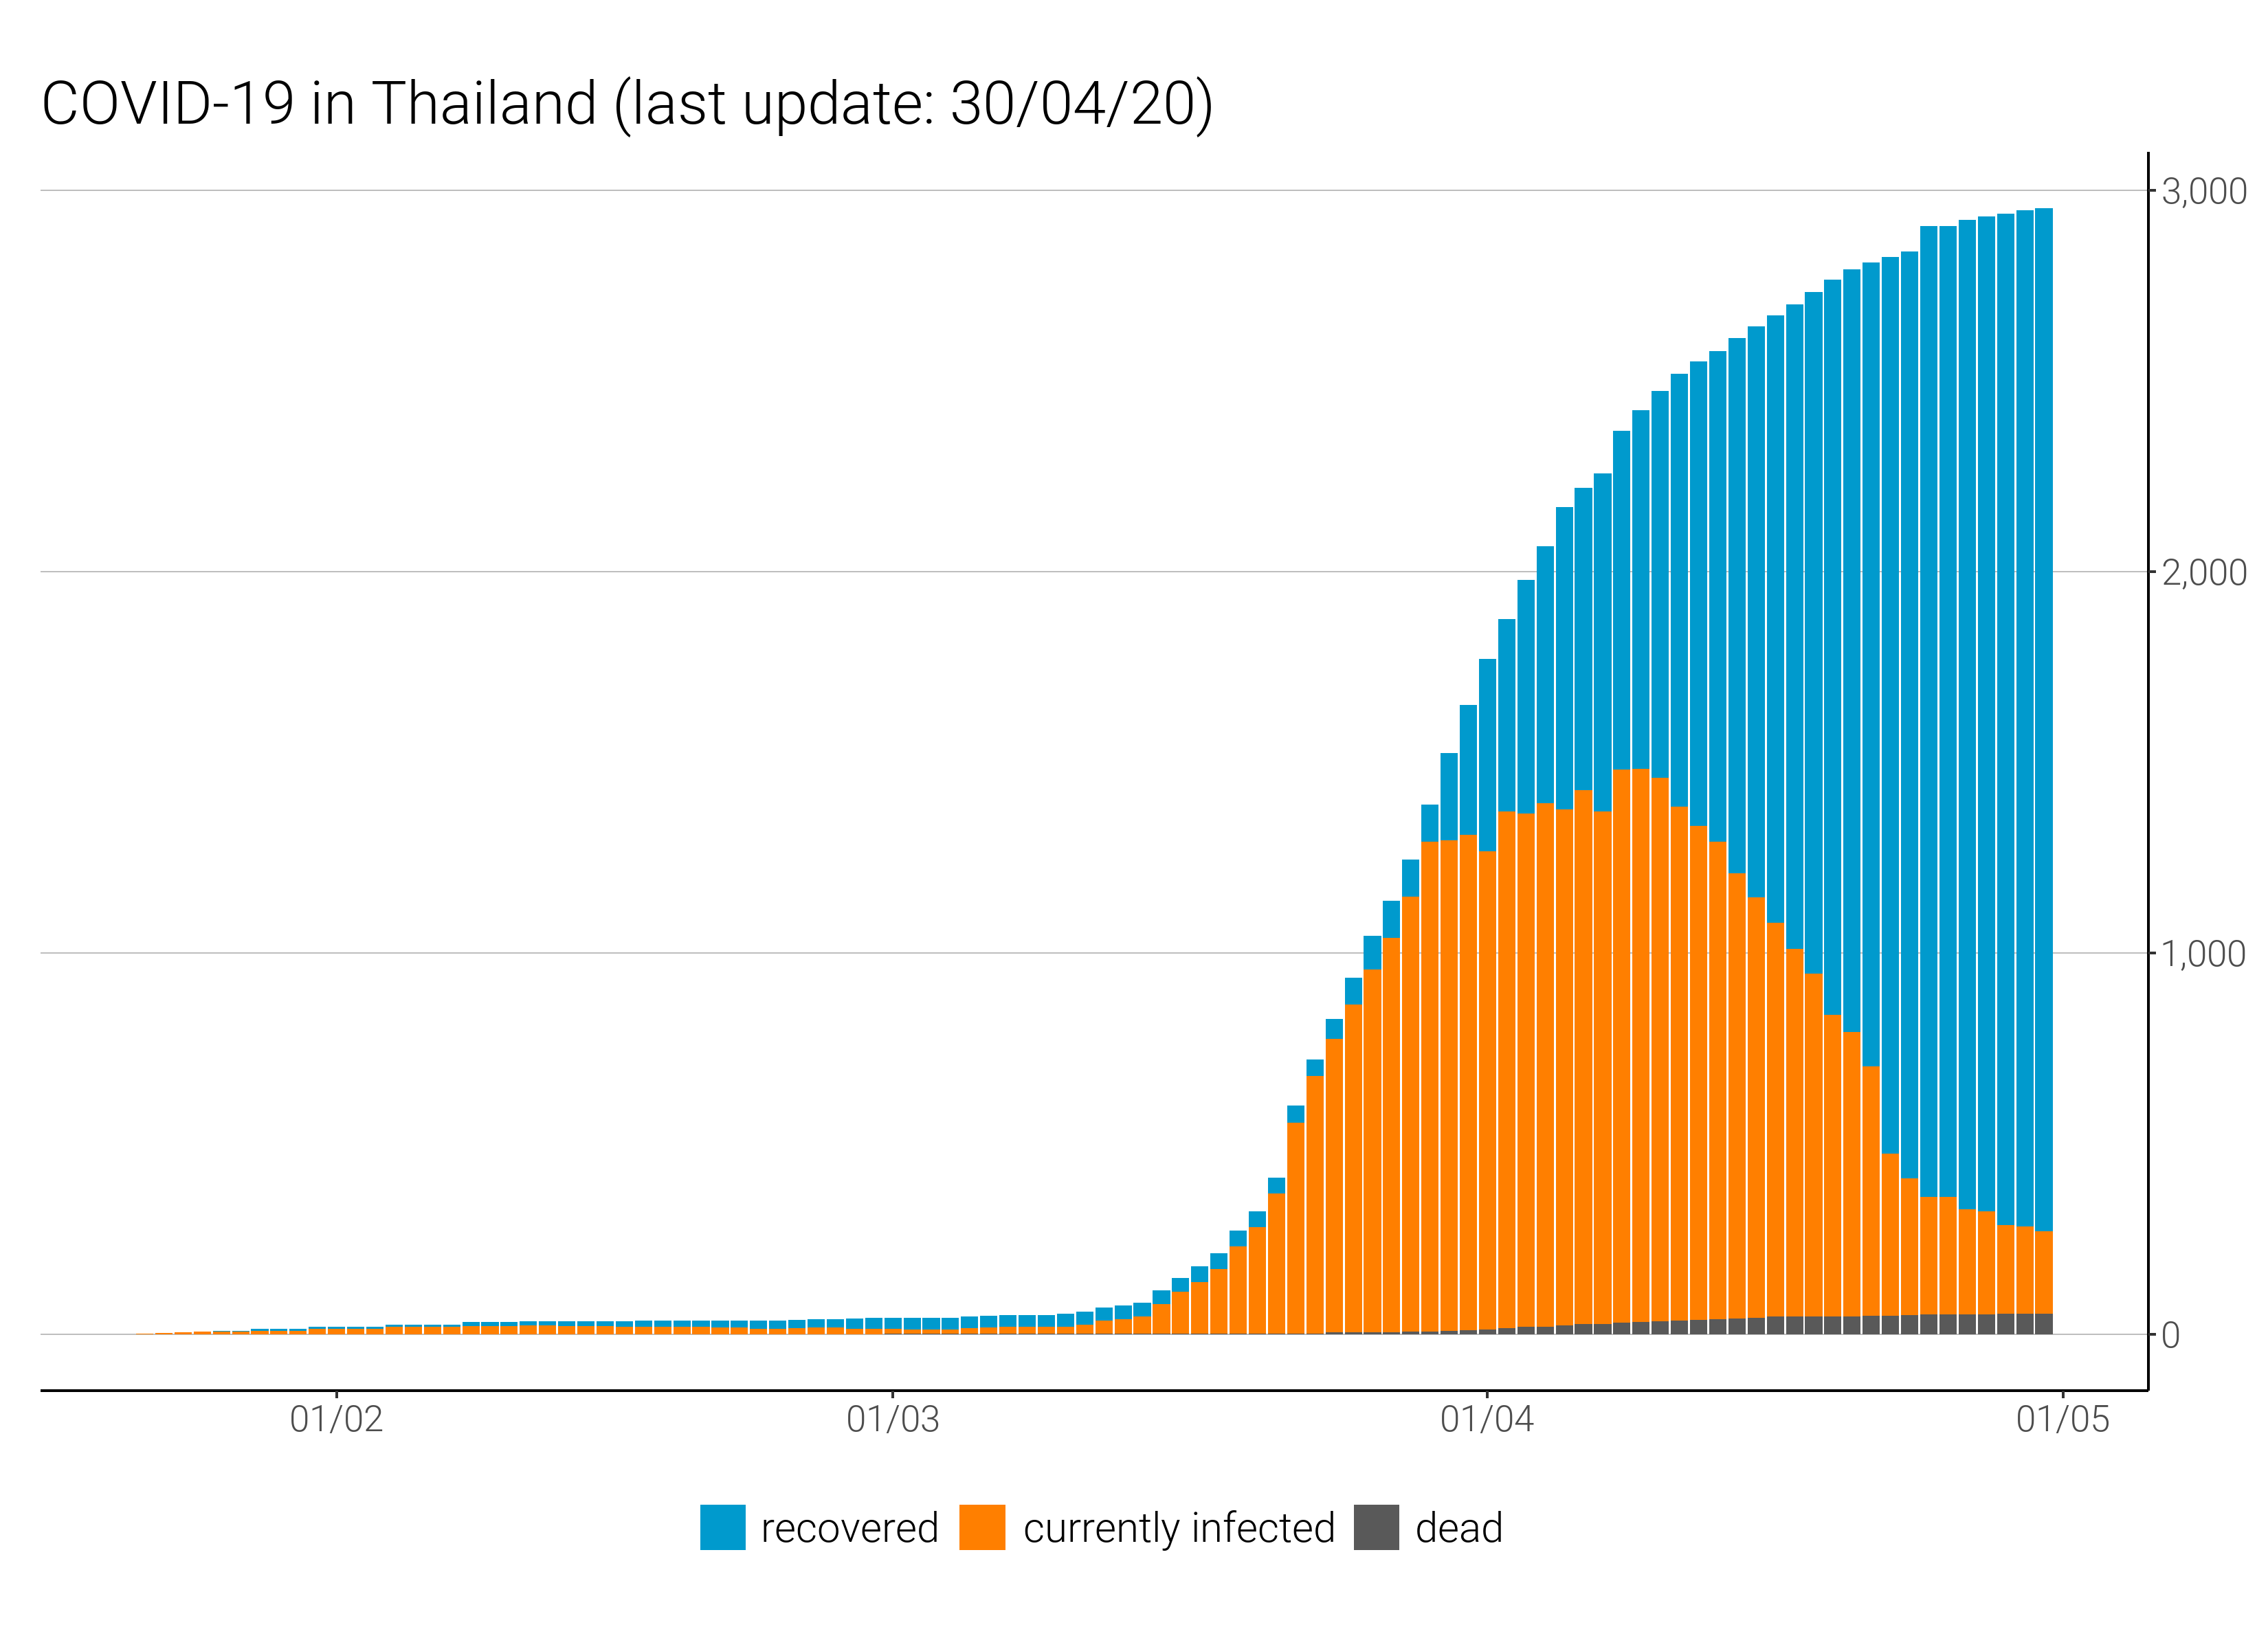 COVID-19 in Thailand (last update: 30/04/20)
3,000
2,000
1,000
0
01/02 01/03 01/04 01/05
recovered currently infected dead